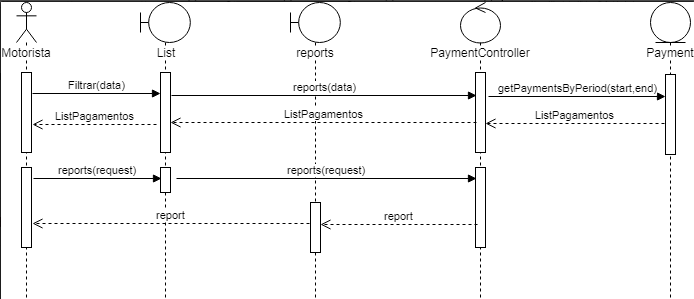 Motorista
List
reports
PaymentController
Payment
Filtrar(data)
reports(data)
getPaymentsByPeriod(start,end)
ListPagamentos
ListPagamentos
ListPagamentos
reports(request)
reports(request)
report
report